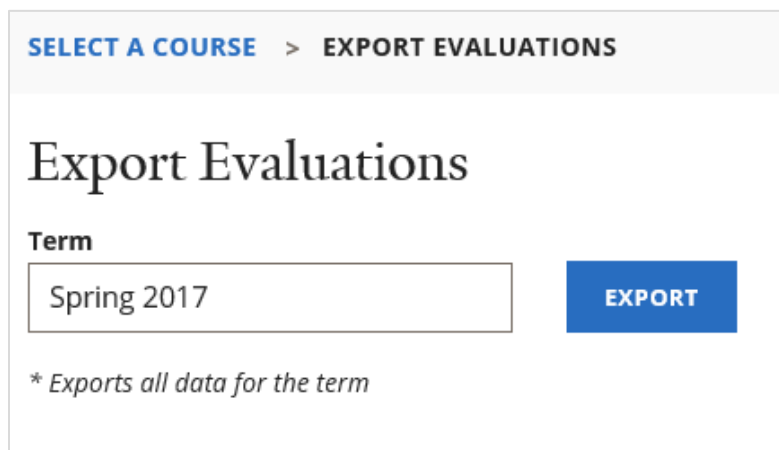 SELECT A COURSE > EXPORT EVALUATIONS
Export Evaluations
Term
Spring 2017 EXPORT
* Exports all data for the term